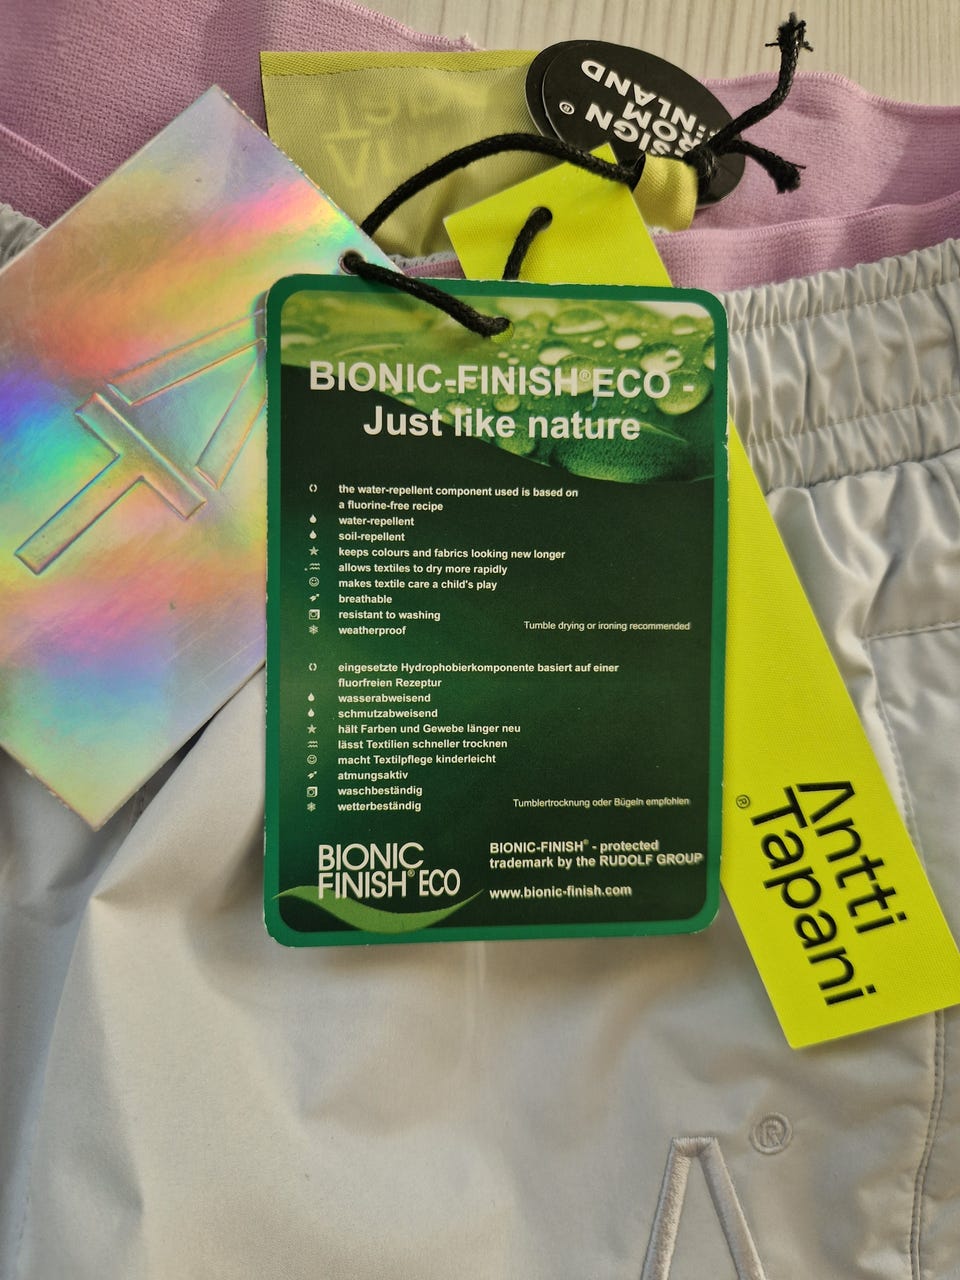 SIGN
ROM
NLAND
®
BIONIC-FINISH® ECO -
Just like nature
the water-repellent component used is based on
a fluorine-free recipe
water-repellent
soil-repellent
keeps colours and fabrics looking new longer
allows textiles to dry more rapidly
makes textile care a child's play
breathable
resistant to washing
weatherproof
Tumble drying or ironing recommended
eingesetzte Hydrophobierkomponente basiert auf einer
fluorfreien Rezeptur
wasserabweisend
schmutzabweisend
hält Farben und Gewebe länger neu
lässt Textilien schneller trocknen
macht Textilpflege kinderleicht
atmungsaktiv
waschbeständig
wetterbeständig
Tumblertrocknung oder Bügeln empfohlen
BIONIC
FINISH® ECO
BIONIC-FINISH® - protected
trademark by the RUDOLF GROUP
www.bionic-finish.com
Antti
Tapani
®
®